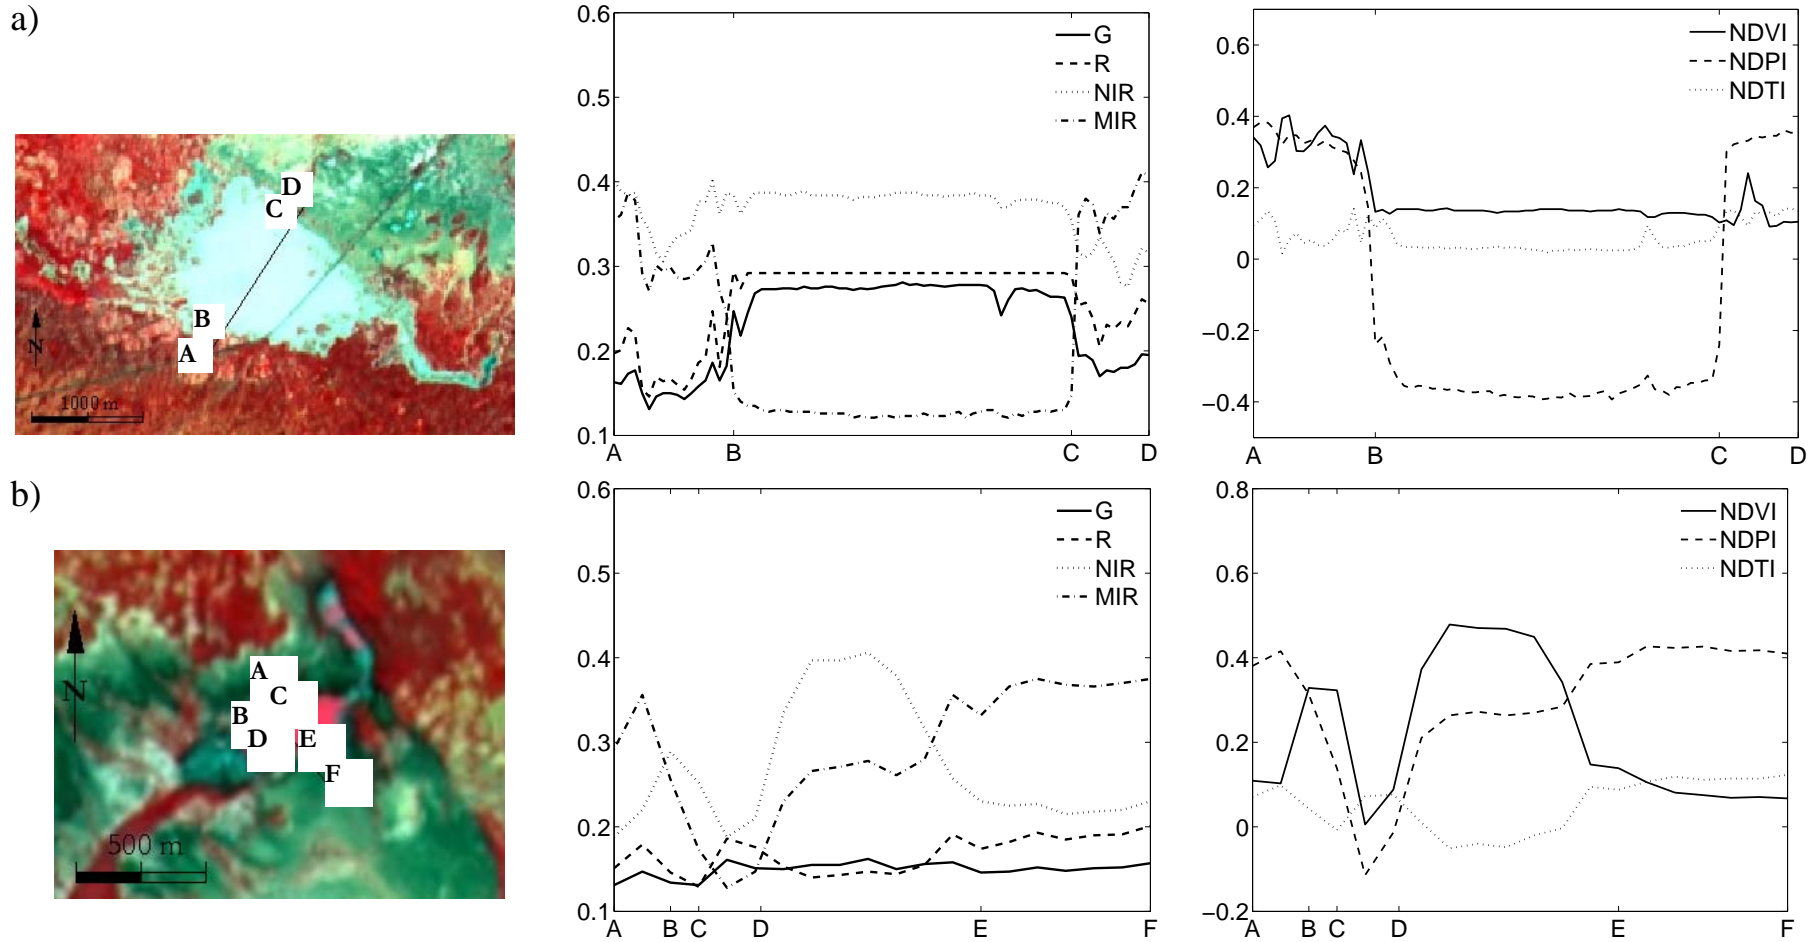 a)
D
C
B
A
N
1000 m
0.6
0.5
0.4
0.3
0.2
0.1
A B C D
G
R
NIR
MIR
0.6
0.4
0.2
0
−0.2
−0.4
A B C D
NDVI
NDPI
NDTI
b)
N
A
C
B
D E
F
500 m
0.6
0.5
0.4
0.3
0.2
0.1
A B C D E F
G
R
NIR
MIR
0.8
0.6
0.4
0.2
0
−0.2
A B C D E F
NDVI
NDPI
NDTI